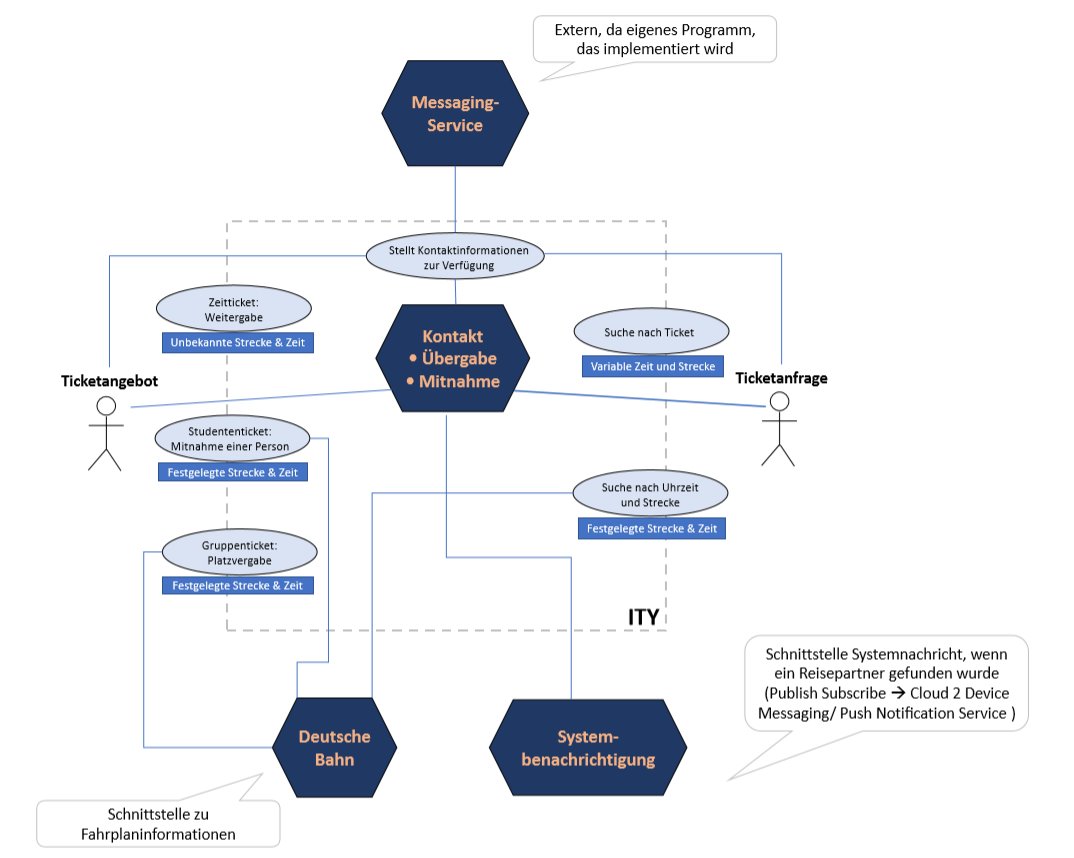 Extern, da eigenes Programm,
das implementiert wird
Messaging-
Service
Stellt Kontaktinformationen
zur Verfügung
Zeitticket:
Weitergabe
Unbekannte Strecke & Zeit
Kontakt
• Übergabe
• Mitnahme
Suche nach Ticket
Variable Zeit und Strecke
Ticketangebot
Ticketanfrage
Studententicket:
Mitnahme einer Person
Festgelegte Strecke & Zeit
Suche nach Uhrzeit
und Strecke
Festgelegte Strecke & Zeit
Gruppenticket:
Platzvergabe
Festgelegte Strecke & Zeit
ITY
Schnittstelle Systemnachricht, wenn
ein Reisepartner gefunden wurde
(Publish Subscribe → Cloud 2 Device
Messaging/ Push Notification Service )
Deutsche
Bahn
System-
benachrichtigung
Schnittstelle zu
Fahrplaninformationen